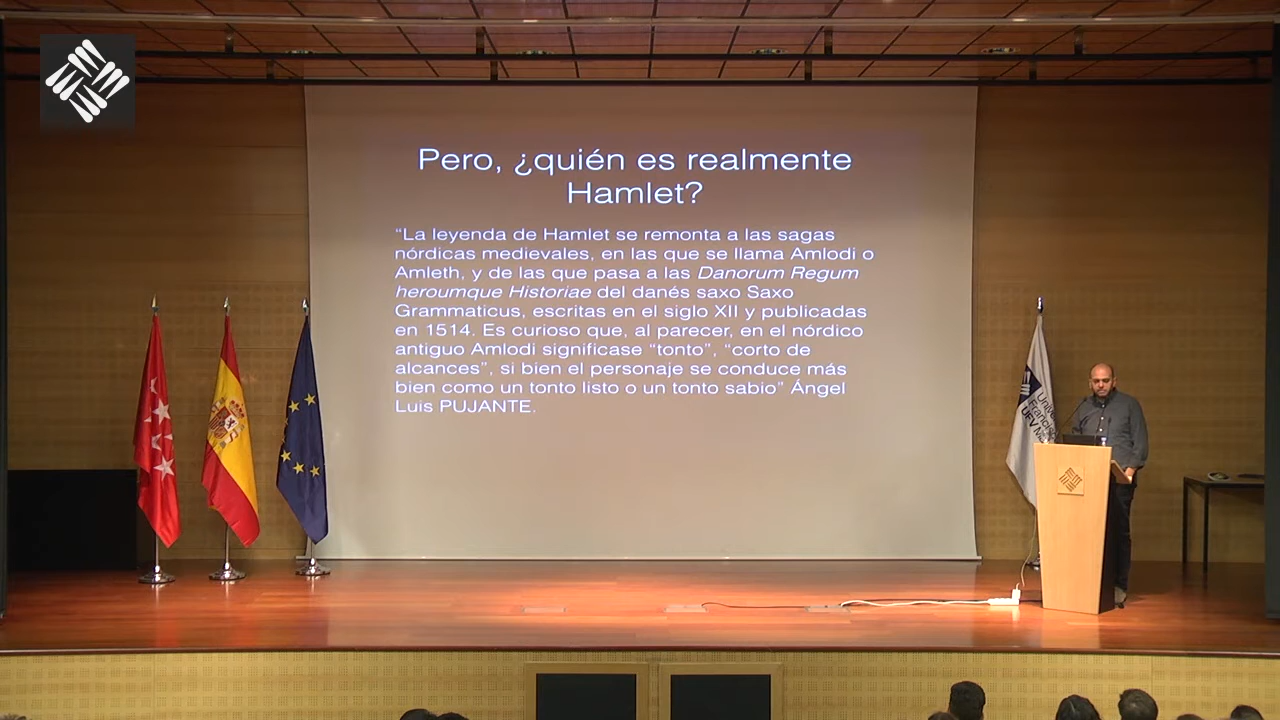 Pero, ¿quién es realmente
Hamlet?
“La leyenda de Hamlet se remonta a las sagas
nórdicas medievales, en las que se llama Amlodi o
Amleth, y de las que pasa a las Danorum Regum
heroumque Historiae del danés saxo Saxo
Grammaticus, escritas en el siglo XII y publicadas
en 1514. Es curioso que, al parecer, en el nórdico
antiguo Amlodi significase “tonto”, “corto de
alcances”, si bien el personaje se conduce más
bien como un tonto listo o un tonto sabio” Ángel
Luis PUJANTE.
UFV